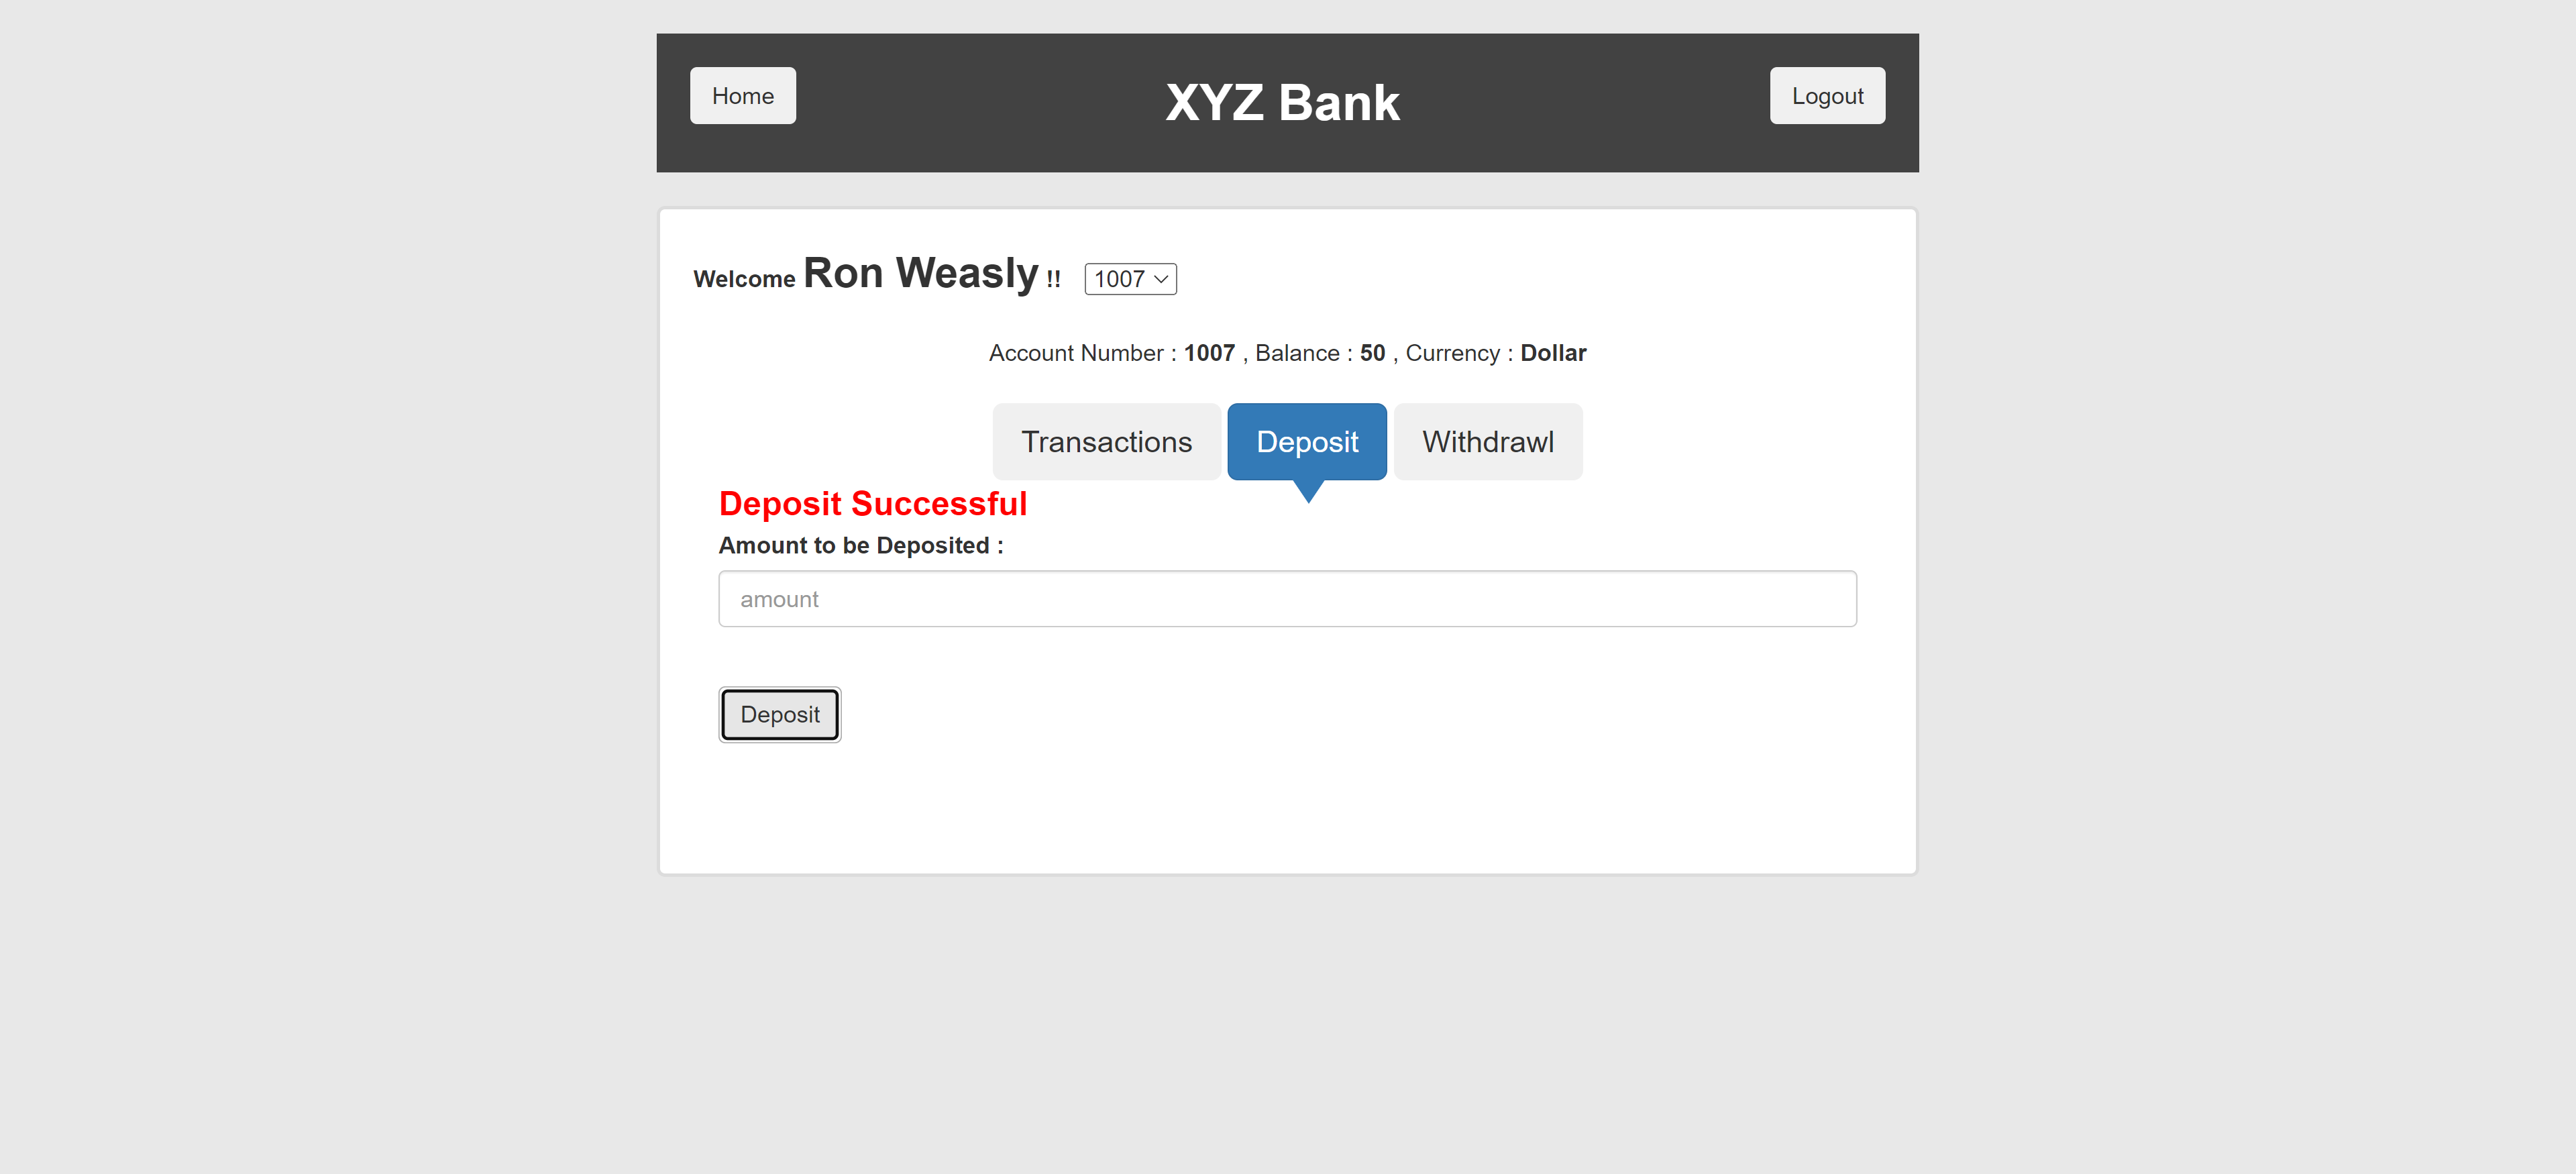 Home
XYZ Bank
Logout
Welcome Ron Weasly !! 1007
Account Number : 1007 , Balance : 50 , Currency : Dollar
Transactions
Deposit
Withdrawl
Deposit Successful
Amount to be Deposited :
amount
Deposit